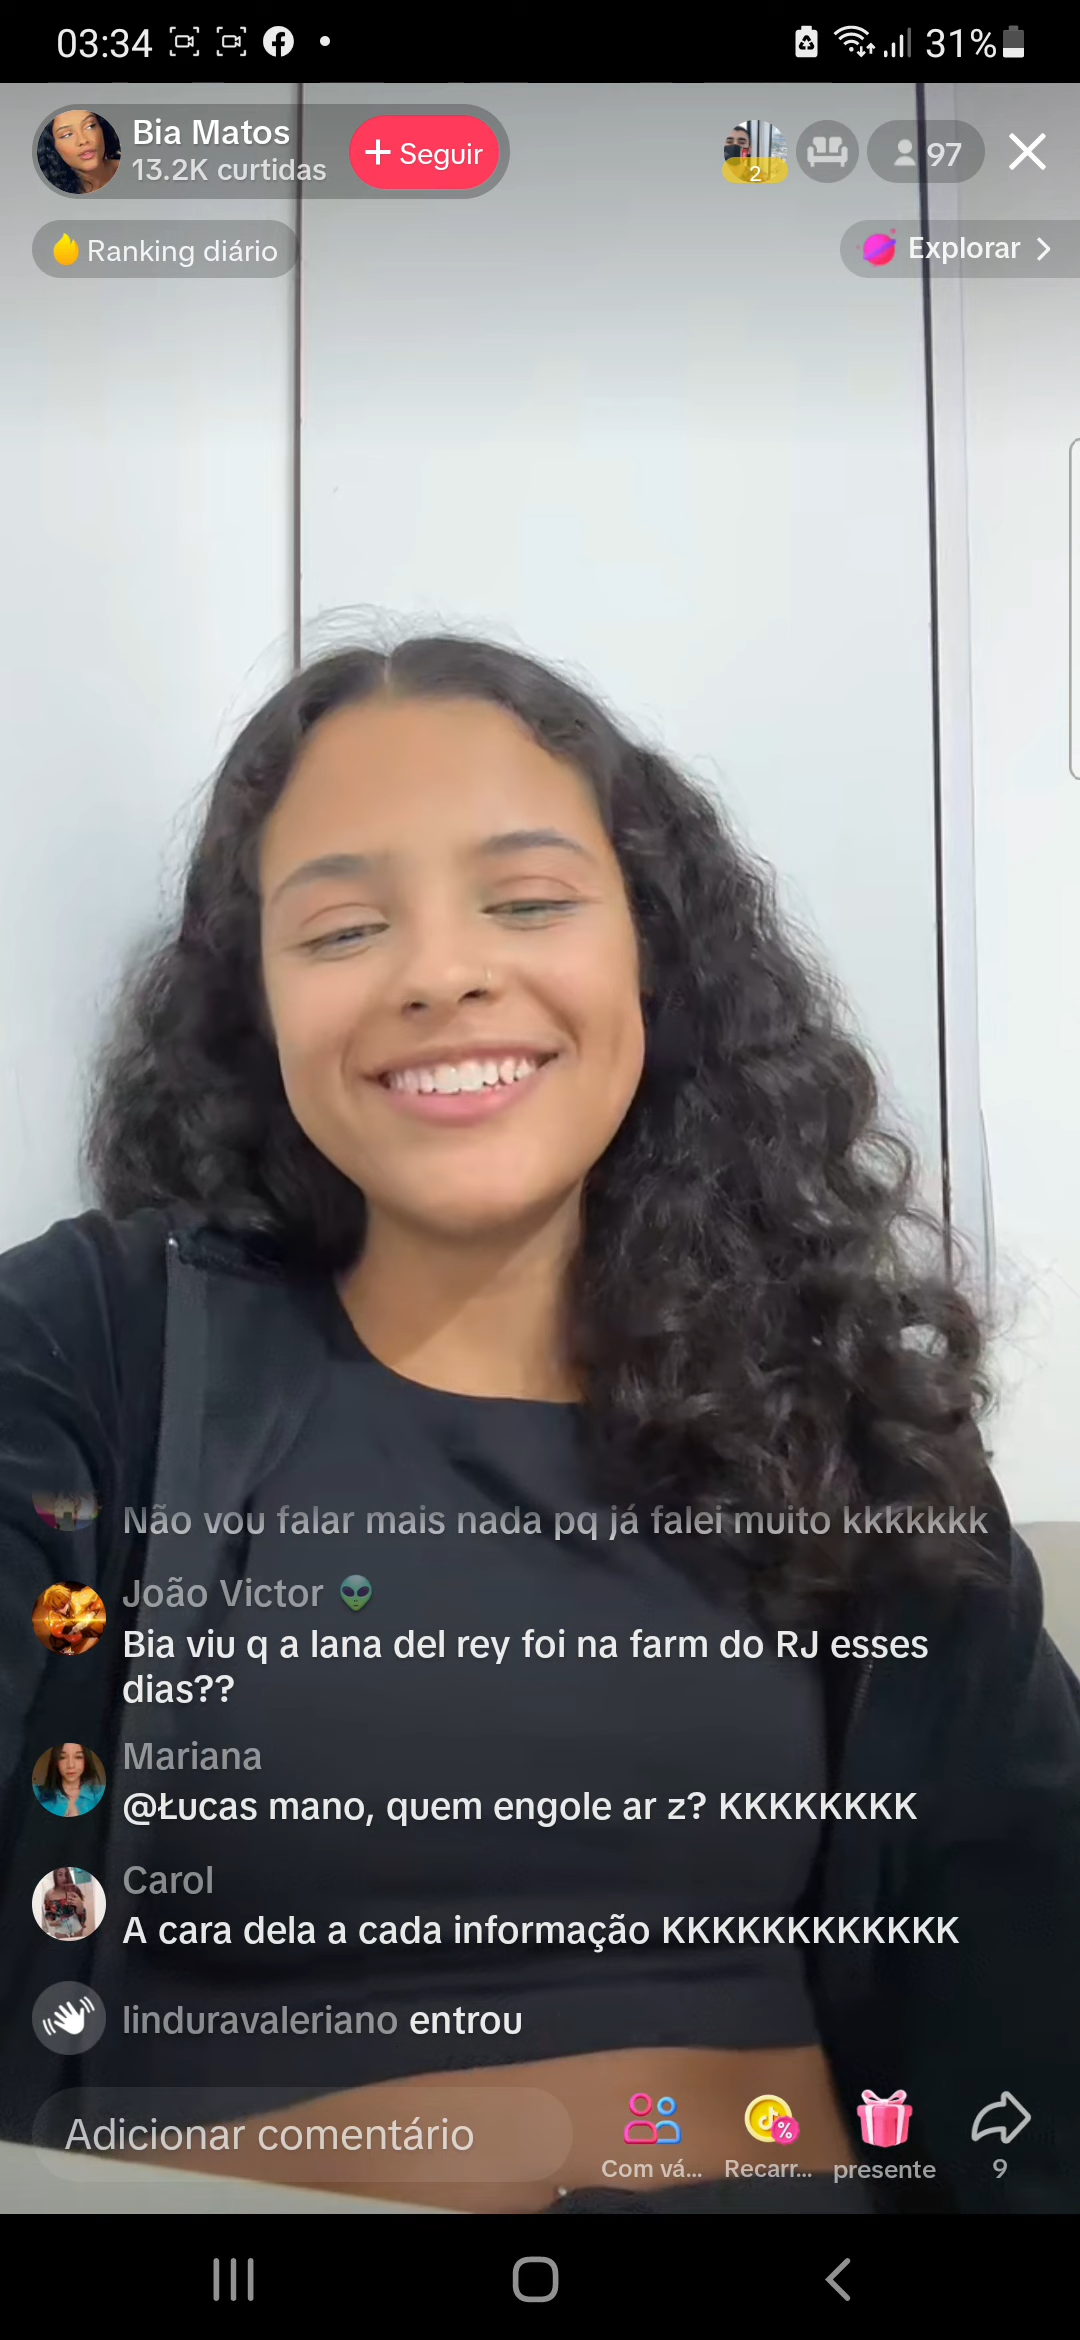 03:34
31%
Bia Matos
13.2K curtidas
+ Seguir
2
97
Ranking diário
Explorar
Não vou falar mais nada pq já falei muito kkkkkkk
João Victor 👽
Bia viu q a lana del rey foi na farm do RJ esses
dias??
Mariana
@Łucas mano, quem engole ar z? KKKKKKKK
Carol
A cara dela a cada informação KKKKKKKKKKKK
linduravaleriano entrou
Adicionar comentário
Com vá...
Recarr...
presente
9